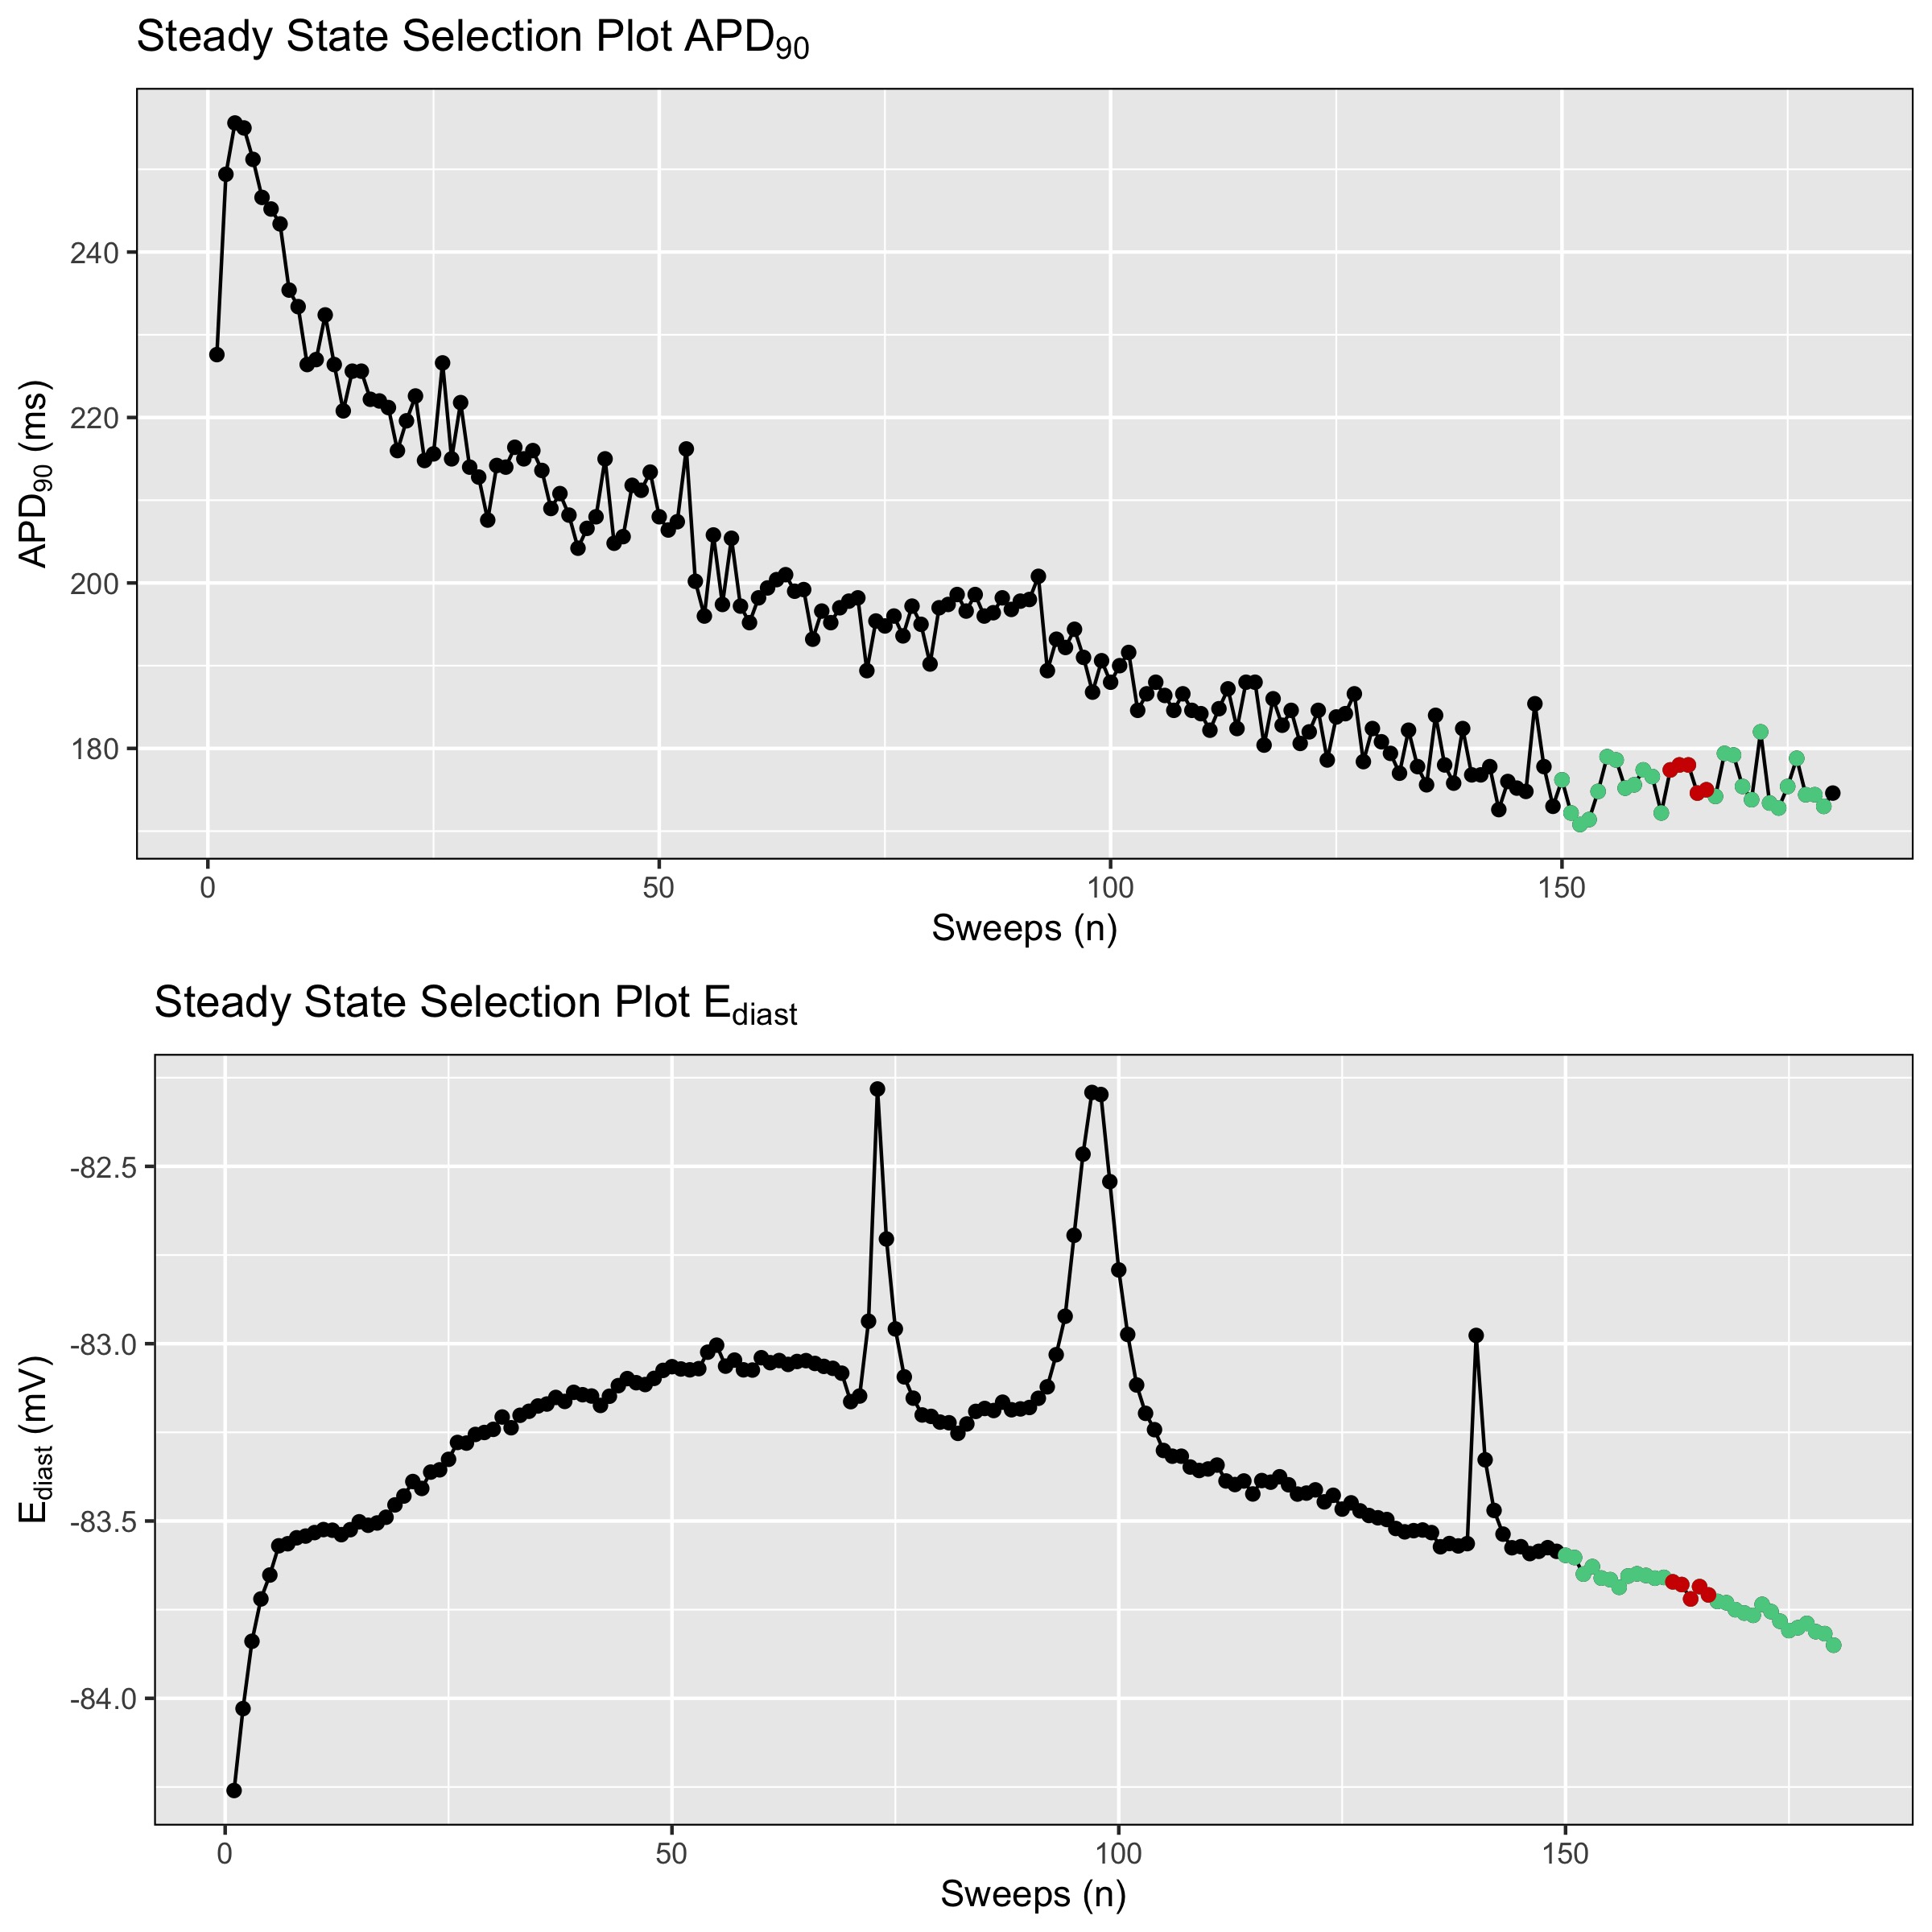 Steady State Selection Plot APD90
240
220
200
180
APD90 (ms)
0 50 100 150
Sweeps (n)
Steady State Selection Plot Ediast
-82.5
-83.0
-83.5
-84.0
Ediast (mV)
0 50 100 150
Sweeps (n)